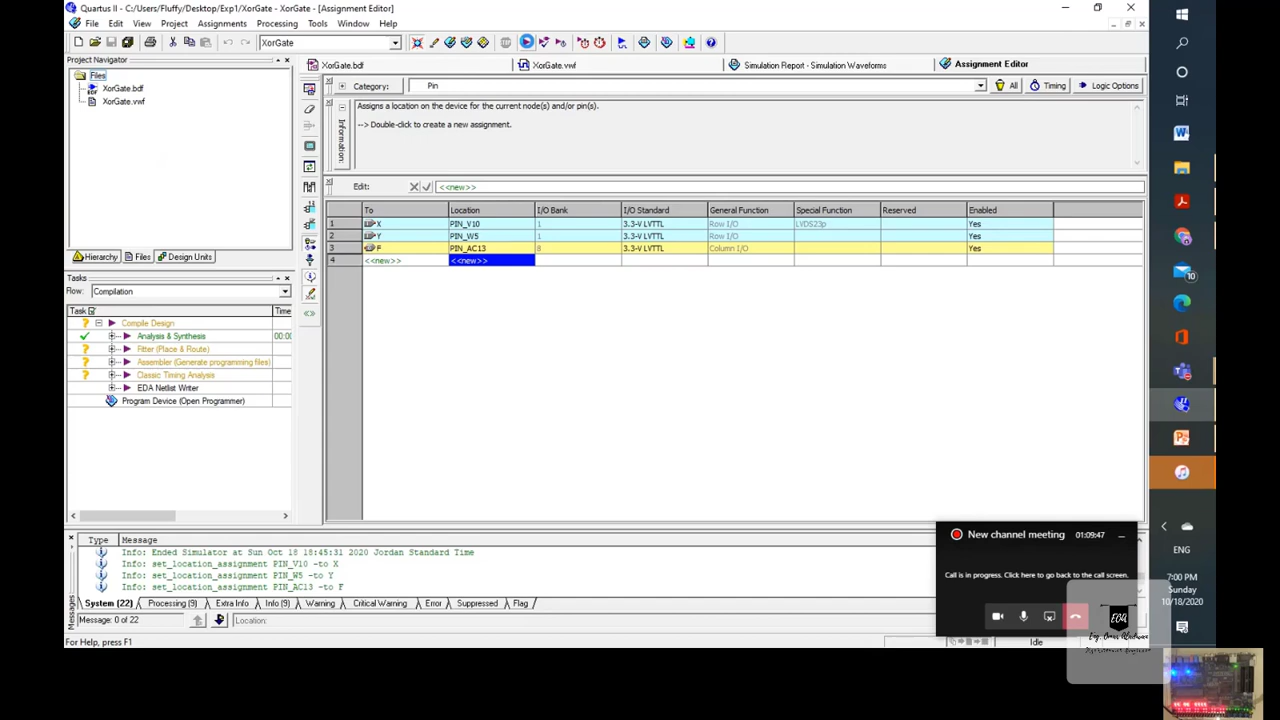 Quartus II - C:/Users/Fluffy/Desktop/Exp1/XorGate - XorGate - [Assignment Editor]
File Edit View Project Assignments Processing Tools Window Help
XorGate
Project Navigator
Files
XorGate.bdf
XorGate.vwf
Hierarchy Files Design Units
Tasks
Flow: Compilation
Task Time
Compile Design
Analysis & Synthesis 00:00
Fitter (Place & Route)
Assembler (Generate programming files)
Classic Timing Analysis
EDA Netlist Writer
Program Device (Open Programmer)
XorGate.bdf XorGate.vwf Simulation Report - Simulation Waveforms Assignment Editor
Category: Pin All Timing Logic Options
Information:
Assigns a location on the device for the current node(s) and/or pin(s).
--> Double-click to create a new assignment.
Edit: <<new>>
To Location I/O Bank I/O Standard General Function Special Function Reserved Enabled
1 X PIN_V10 1 3.3-V LVTTL Row I/O LVDS23p Yes
2 Y PIN_W5 1 3.3-V LVTTL Row I/O Yes
3 F PIN_AC13 8 3.3-V LVTTL Column I/O Yes
4 <<new>> <<new>>
Type Message
Info: Ended Simulator at Sun Oct 18 18:45:31 2020 Jordan Standard Time
Info: set_location_assignment PIN_V10 -to X
Info: set_location_assignment PIN_W5 -to Y
Info: set_location_assignment PIN_AC13 -to F
Messages
System (22) Processing (9) Extra Info Info (9) Warning Critical Warning Error Suppressed Flag
Message: 0 of 22 Location:
For Help, press F1
Idle
New channel meeting 01:09:47
Call is in progress. Click here to go back to the call screen.
10
ENG
7:00 PM
Sunday
10/18/2020